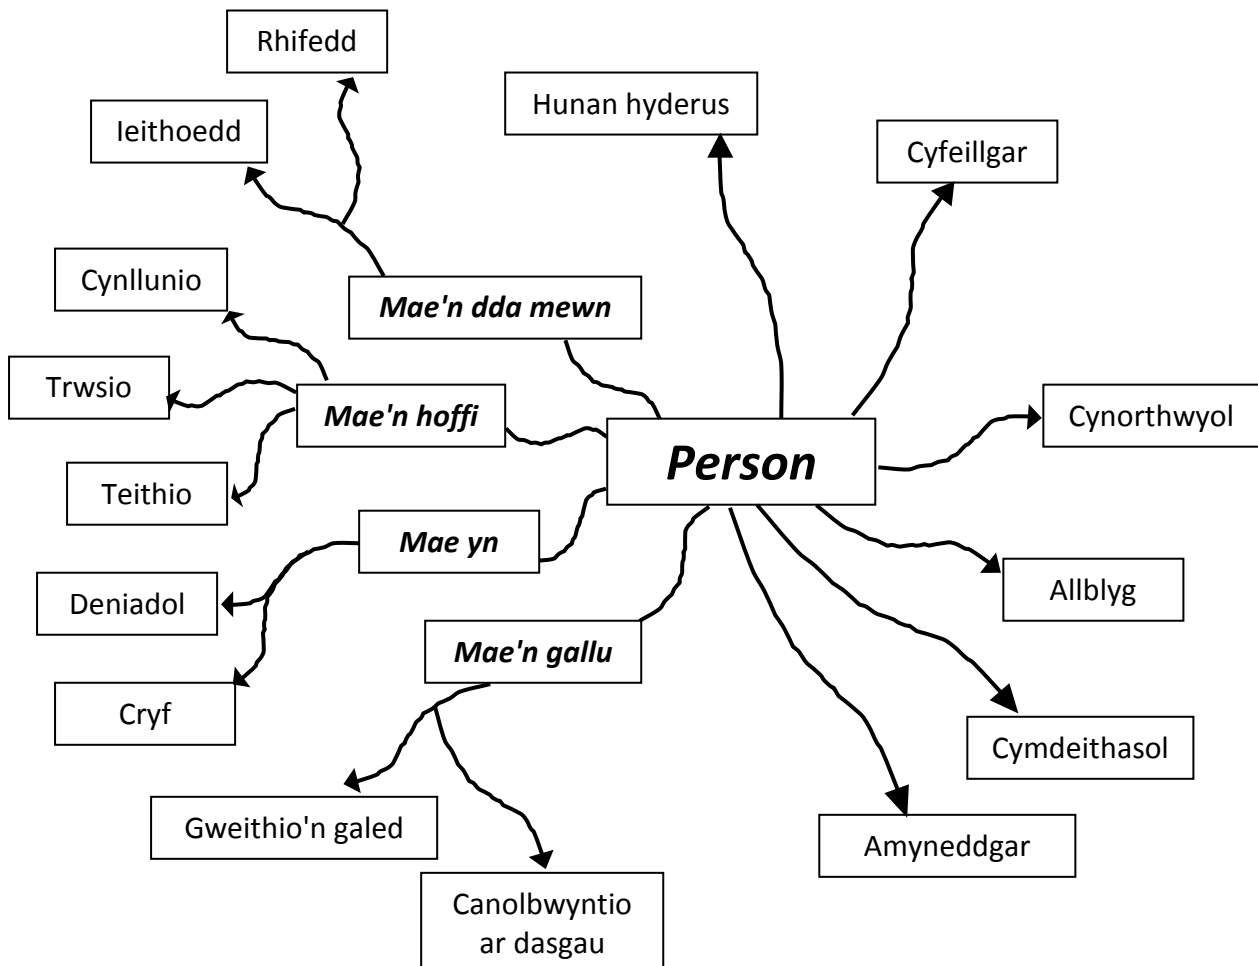 Rhifedd
Hunan hyderus
Ieithoedd
Cyfeillgar
Cynllunio
Mae'n dda mewn
Trwsio
Mae'n hoffi
Cynorthwyol
Person
Teithio
Mae yn
Allblyg
Deniadol
Mae'n gallu
Cryf
Cymdeithasol
Gweithio'n galed
Amyneddgar
Canolbwyntio
ar dasgau